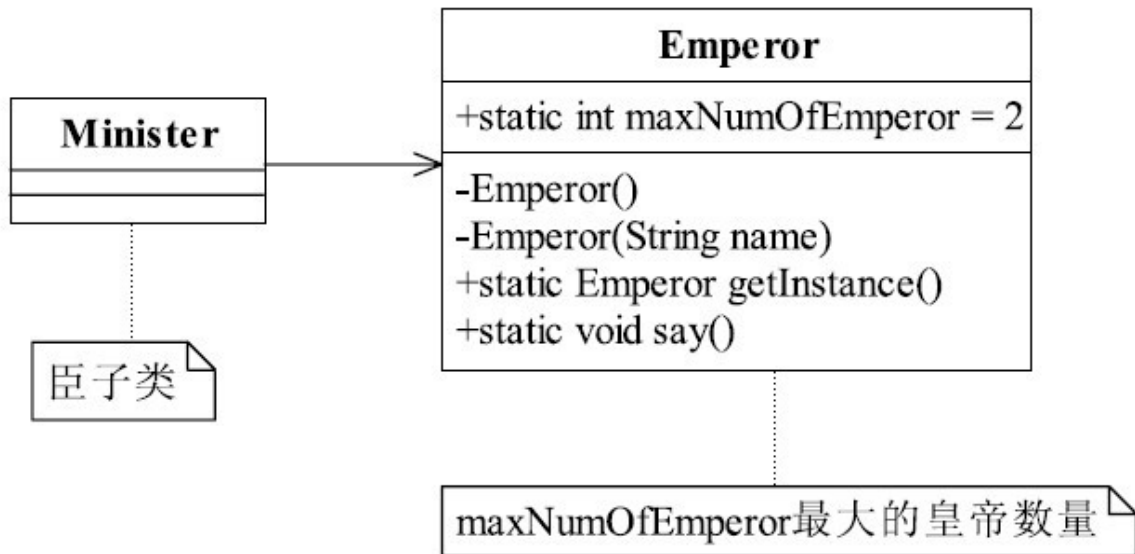 Emperor
+static int maxNumOfEmperor = 2
-Emperor()
-Emperor(String name)
+static Emperor getInstance()
+static void say()
Minister
臣子类
maxNumOfEmperor最大的皇帝数量